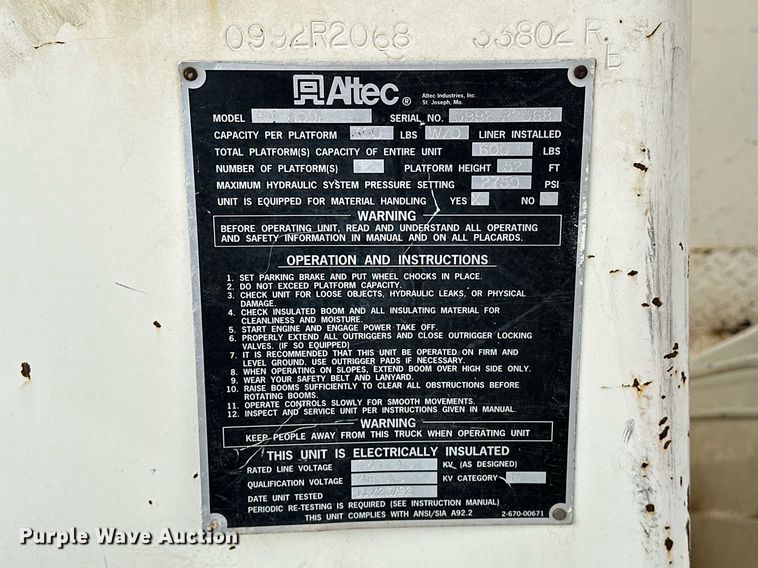 0992R2068 33802 R
E
Altec®
Altec Industries, Inc.
St. Joseph, Mo.
MODEL SERIAL NO. 0992 R2068
CAPACITY PER PLATFORM LBS W/O LINER INSTALLED
TOTAL PLATFORM(S) CAPACITY OF ENTIRE UNIT 600 LBS
NUMBER OF PLATFORM(S) PLATFORM HEIGHT 52 FT
MAXIMUM HYDRAULIC SYSTEM PRESSURE SETTING 2750 PSI
UNIT IS EQUIPPED FOR MATERIAL HANDLING YES X NO
WARNING
BEFORE OPERATING UNIT, READ AND UNDERSTAND ALL OPERATING
AND SAFETY INFORMATION IN MANUAL AND ON ALL PLACARDS.
OPERATION AND INSTRUCTIONS
1. SET PARKING BRAKE AND PUT WHEEL CHOCKS IN PLACE.
2. DO NOT EXCEED PLATFORM CAPACITY.
3. CHECK UNIT FOR LOOSE OBJECTS, HYDRAULIC LEAKS, OR PHYSICAL
DAMAGE.
4. CHECK INSULATED BOOM AND ALL INSULATING MATERIAL FOR
CLEANLINESS AND MOISTURE.
5. START ENGINE AND ENGAGE POWER TAKE OFF.
6. PROPERLY EXTEND ALL OUTRIGGERS AND CLOSE OUTRIGGER LOCKING
VALVES. (IF SO EQUIPPED)
7. IT IS RECOMMENDED THAT THIS UNIT BE OPERATED ON FIRM AND
LEVEL GROUND. USE OUTRIGGER PADS IF NECESSARY.
8. WHEN OPERATING ON SLOPES, EXTEND BOOM OVER HIGH SIDE ONLY.
9. WEAR YOUR SAFETY BELT AND LANYARD.
10. RAISE BOOMS SUFFICIENTLY TO CLEAR ALL OBSTRUCTIONS BEFORE
ROTATING BOOMS.
11. OPERATE CONTROLS SLOWLY FOR SMOOTH MOVEMENTS.
12. INSPECT AND SERVICE UNIT PER INSTRUCTIONS GIVEN IN MANUAL.
WARNING
KEEP PEOPLE AWAY FROM THIS TRUCK WHEN OPERATING UNIT
THIS UNIT IS ELECTRICALLY INSULATED
RATED LINE VOLTAGE KV (AS DESIGNED)
QUALIFICATION VOLTAGE KV CATEGORY
DATE UNIT TESTED
PERIODIC RE-TESTING IS REQUIRED (SEE INSTRUCTION MANUAL)
THIS UNIT COMPLIES WITH ANSI/SIA A92.2 2-670-00671
Purple Wave Auction